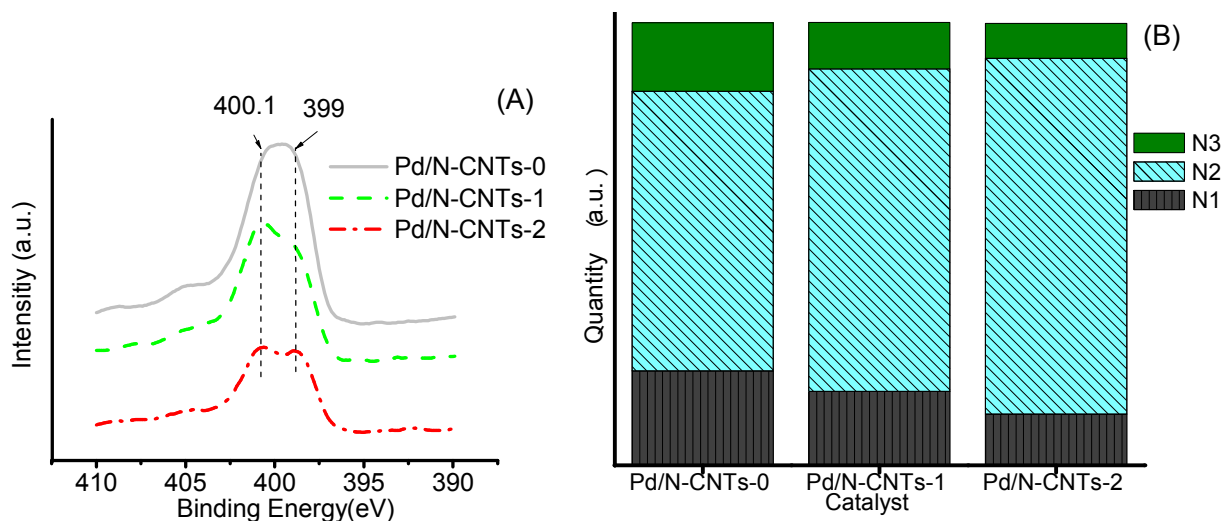 (A)
400.1
399
Pd/N-CNTs-0
Pd/N-CNTs-1
Pd/N-CNTs-2
Intensitiy (a.u.)
410 405 400 395 390
Binding Energy(eV)
(B)
N3
N2
N1
Quantity (a.u.)
Pd/N-CNTs-0 Pd/N-CNTs-1 Pd/N-CNTs-2
Catalyst